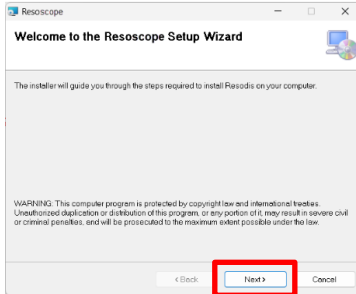 Resoscope
Welcome to the Resoscope Setup Wizard
The installer will guide you through the steps required to install Resodis on your computer.
WARNING: This computer program is protected by copyright law and international treaties.
Unauthorized duplication or distribution of this program, or any portion of it, may result in severe civil
or criminal penalties, and will be prosecuted to the maximum extent possible under the law.
< Back Next > Cancel